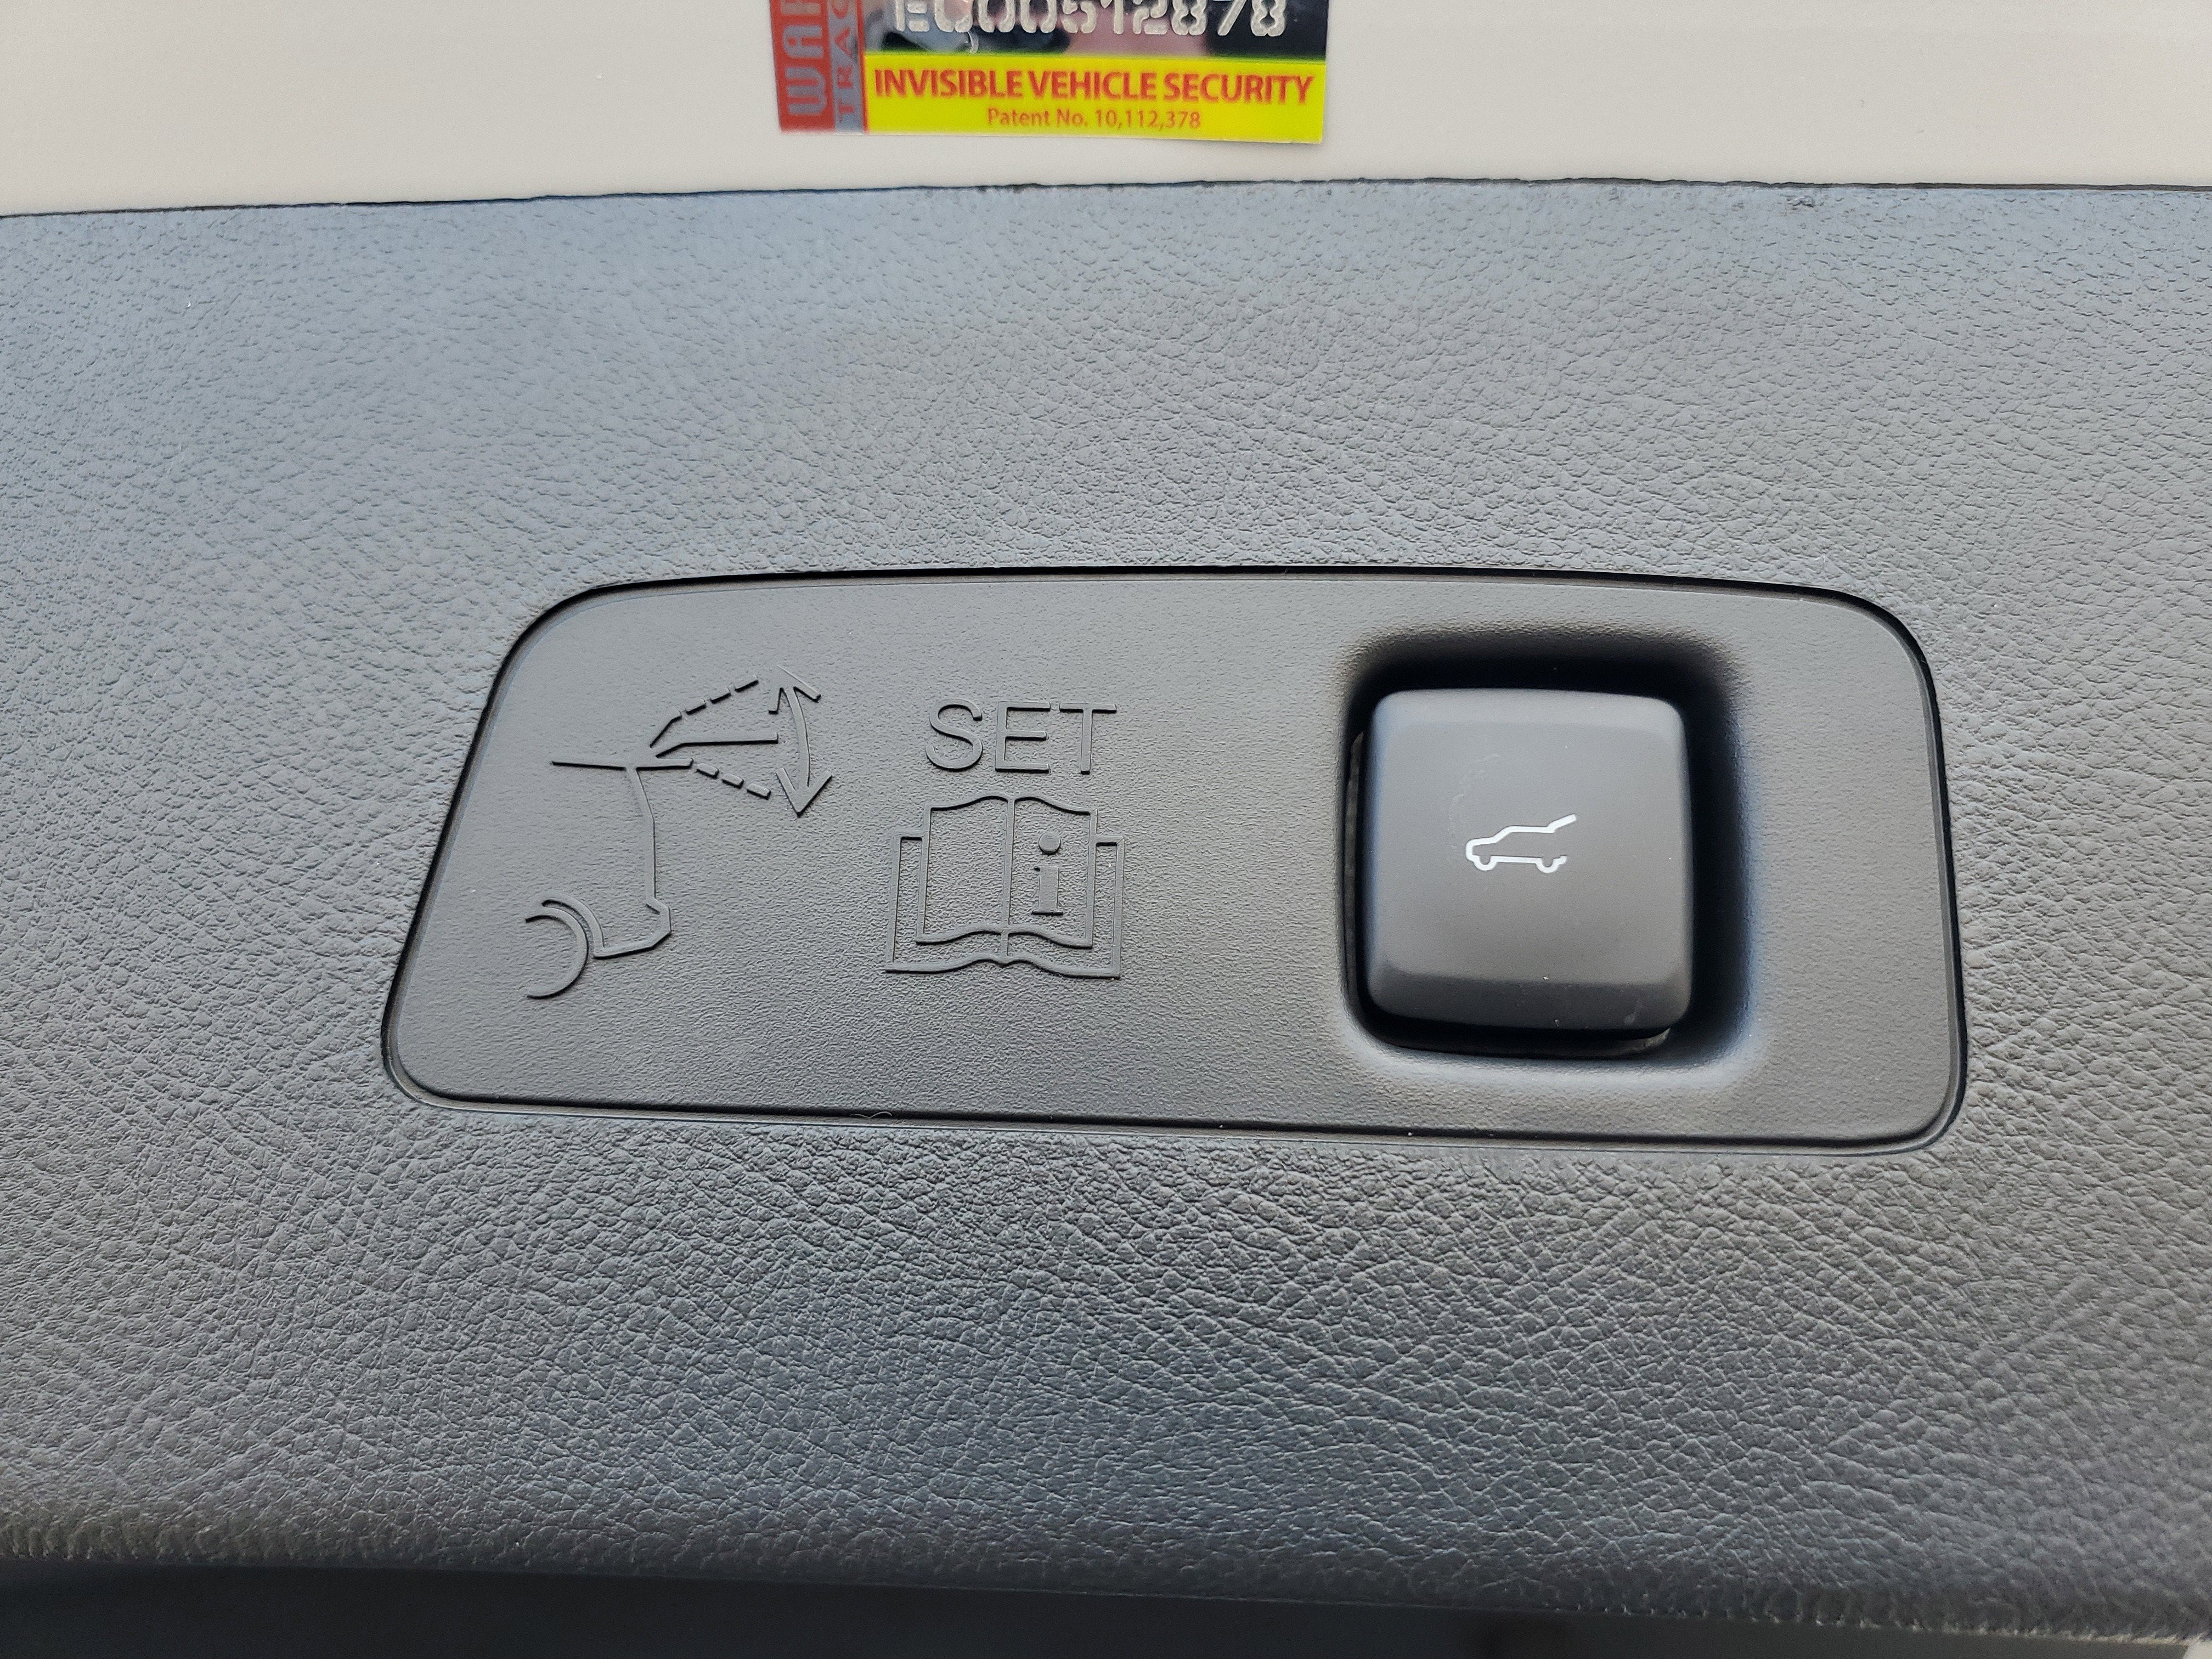 INVISIBLE VEHICLE SECURITY
Patent No. 10,112,378
SET
i